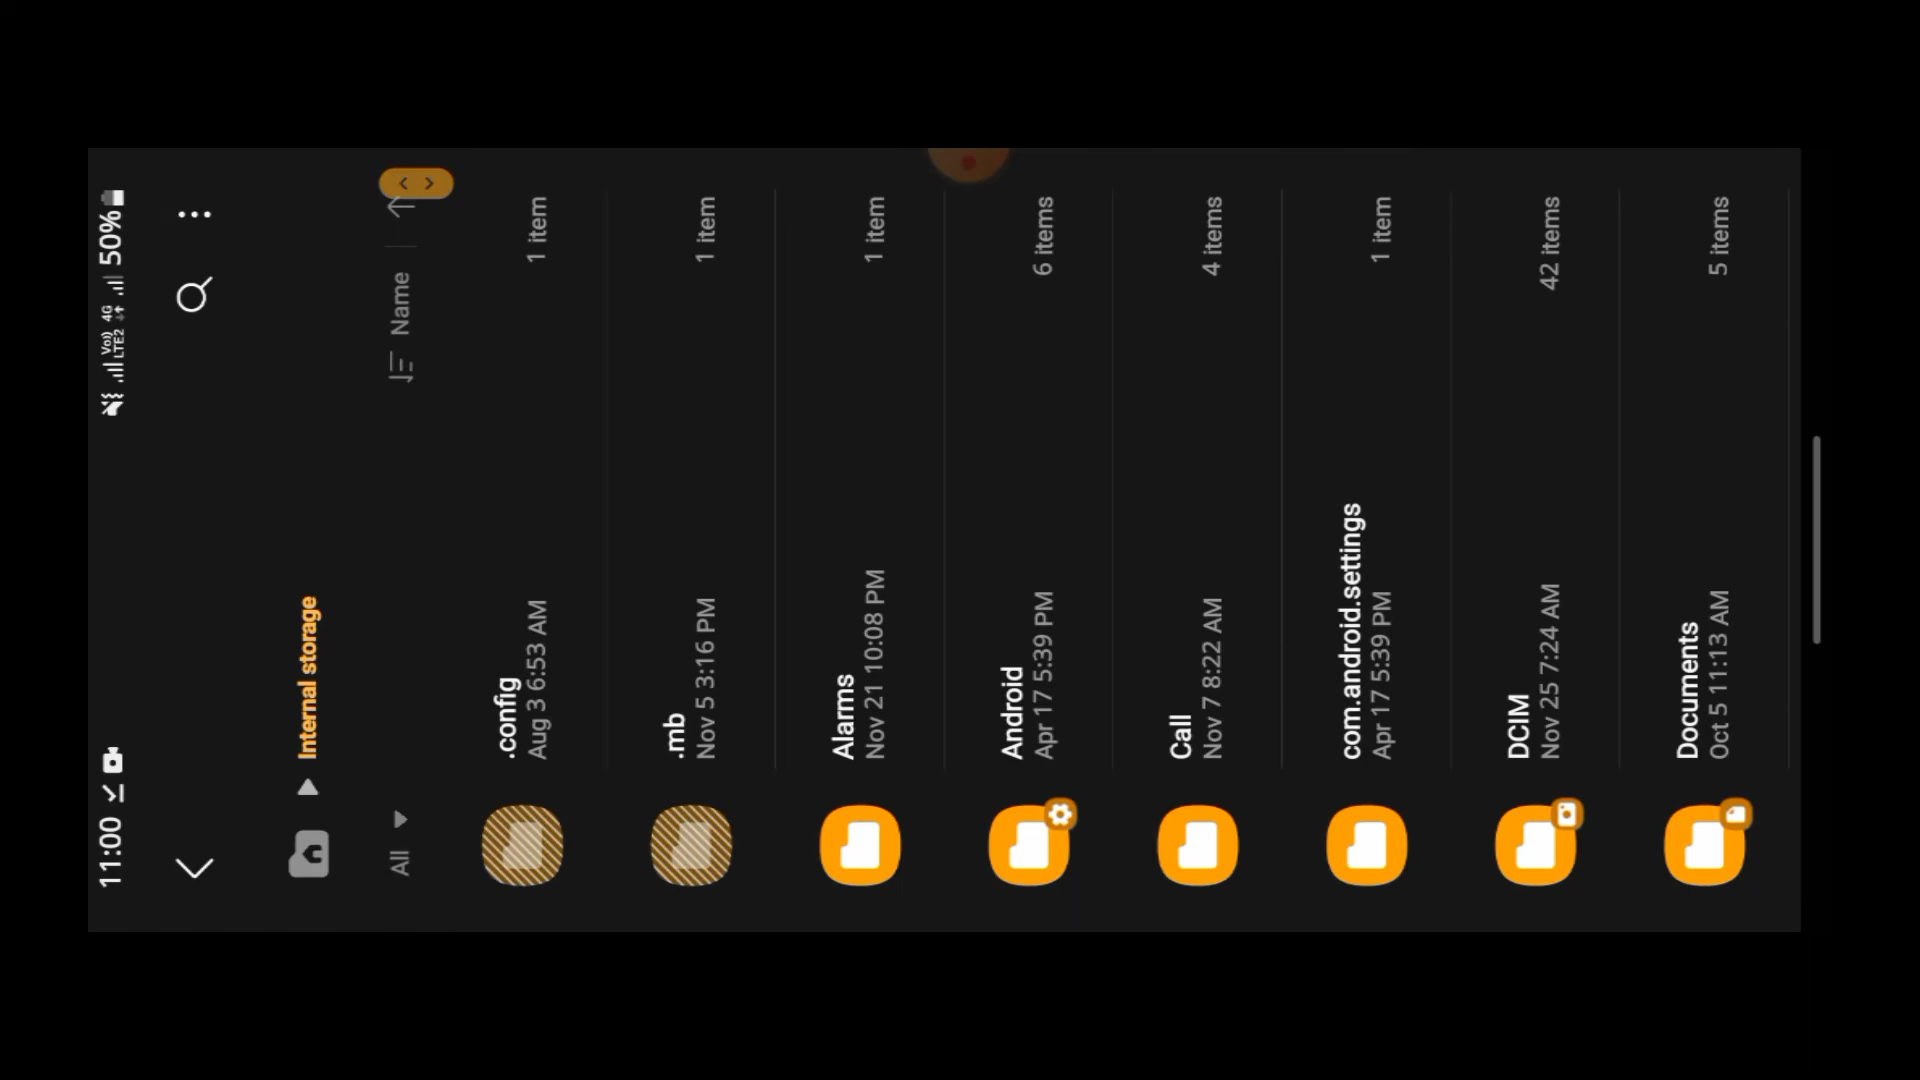 11:00
Vo)) 4G
LTE2
50%
Internal storage
All
Name
.config
Aug 3 6:53 AM
1 item
.mb
Nov 5 3:16 PM
1 item
Alarms
Nov 21 10:08 PM
1 item
Android
Apr 17 5:39 PM
6 items
Call
Nov 7 8:22 AM
4 items
com.android.settings
Apr 17 5:39 PM
1 item
DCIM
Nov 25 7:24 AM
42 items
Documents
Oct 5 11:13 AM
5 items